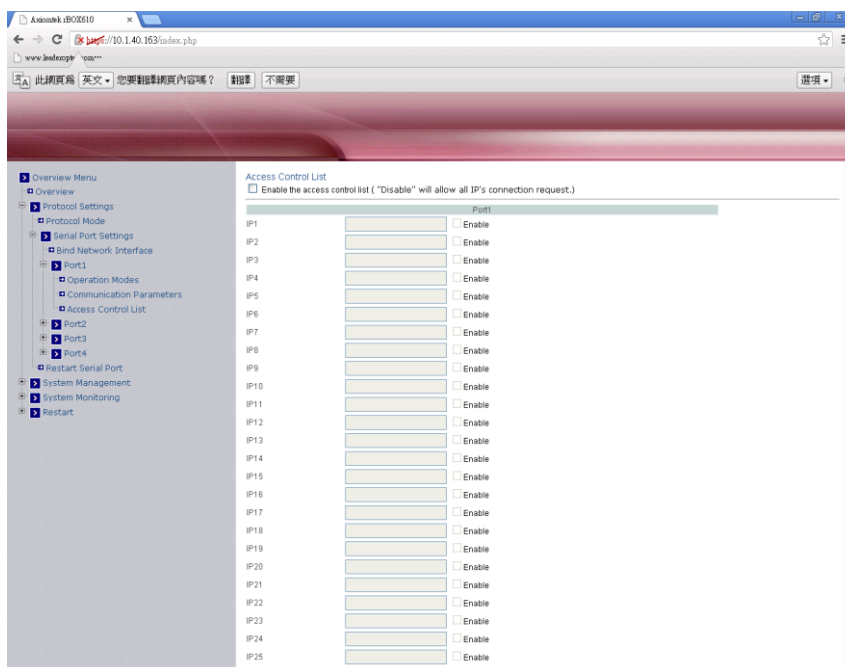 Axiomtek rBOX610
https://10.1.40.163/index.php
此網頁為 英文 您要翻譯網頁內容嗎？ 翻譯 不需要 選項
Overview Menu
Overview
Protocol Settings
Protocol Mode
Serial Port Settings
Bind Network Interface
Port1
Operation Modes
Communication Parameters
Access Control List
Port2
Port3
Port4
Restart Serial Port
System Management
System Monitoring
Restart
Access Control List
Enable the access control list ( "Disable" will allow all IP's connection request.)
Port1
IP1 Enable
IP2 Enable
IP3 Enable
IP4 Enable
IP5 Enable
IP6 Enable
IP7 Enable
IP8 Enable
IP9 Enable
IP10 Enable
IP11 Enable
IP12 Enable
IP13 Enable
IP14 Enable
IP15 Enable
IP16 Enable
IP17 Enable
IP18 Enable
IP19 Enable
IP20 Enable
IP21 Enable
IP22 Enable
IP23 Enable
IP24 Enable
IP25 Enable